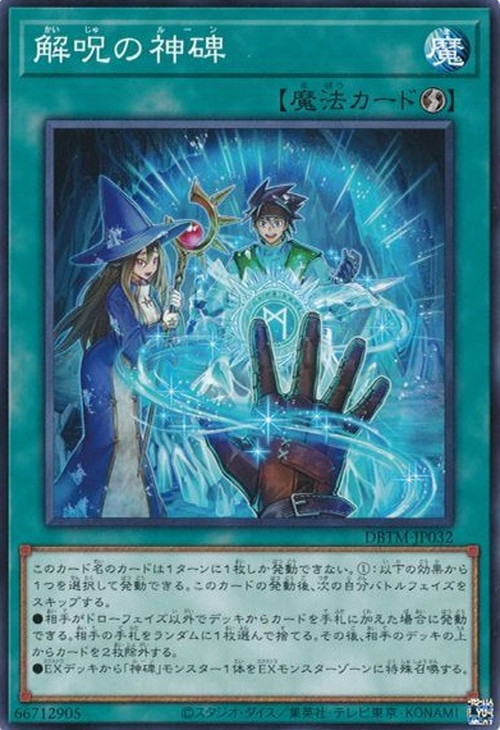 解呪の神碑
かいじゅ
ルーン
魔
【魔法カード】
まほう
DBTM-JP032
このカード名のカードは1ターンに1枚しか発動できない。①：以下の効果から
1つを選択して発動できる。このカードの発動後、次の自分バトルフェイズを
スキップする。
●相手がドローフェイズ以外でデッキからカードを手札に加えた場合に発動
できる。相手の手札をランダムに1枚選んで捨てる。その後、相手のデッキの上
からカードを2枚除外する。
●EXデッキから「神碑」モンスター1体をEXモンスターゾーンに特殊召喚する。
66712905
©スタジオ・ダイス／集英社・テレビ東京・KONAMI